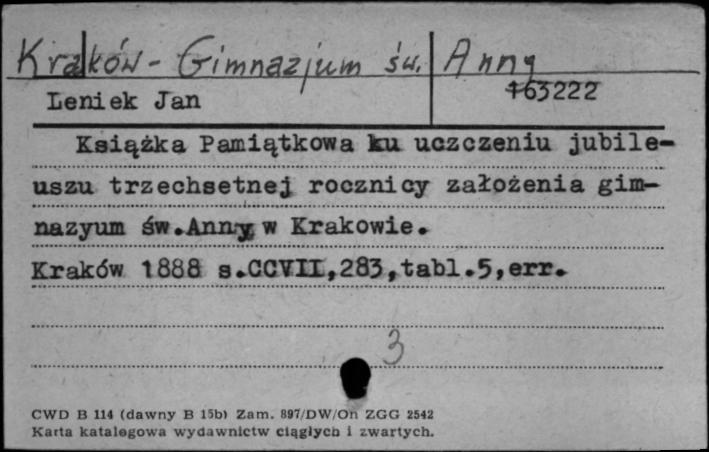 Kraków - Gimnazjum św. Anny
Leniek Jan
163222
Książka Pamiątkowa ku uczczeniu jubile-
uszu trzechsetnej rocznicy założenia gim-
nazyum św.Anny w Krakowie.
Kraków 1888 s.CCVII,283,tabl.5,err.
3
CWD B 114 (dawny B 15b) Zam. 897/DW/On ZGG 2542
Karta katalogowa wydawnictw ciągłych i zwartych.